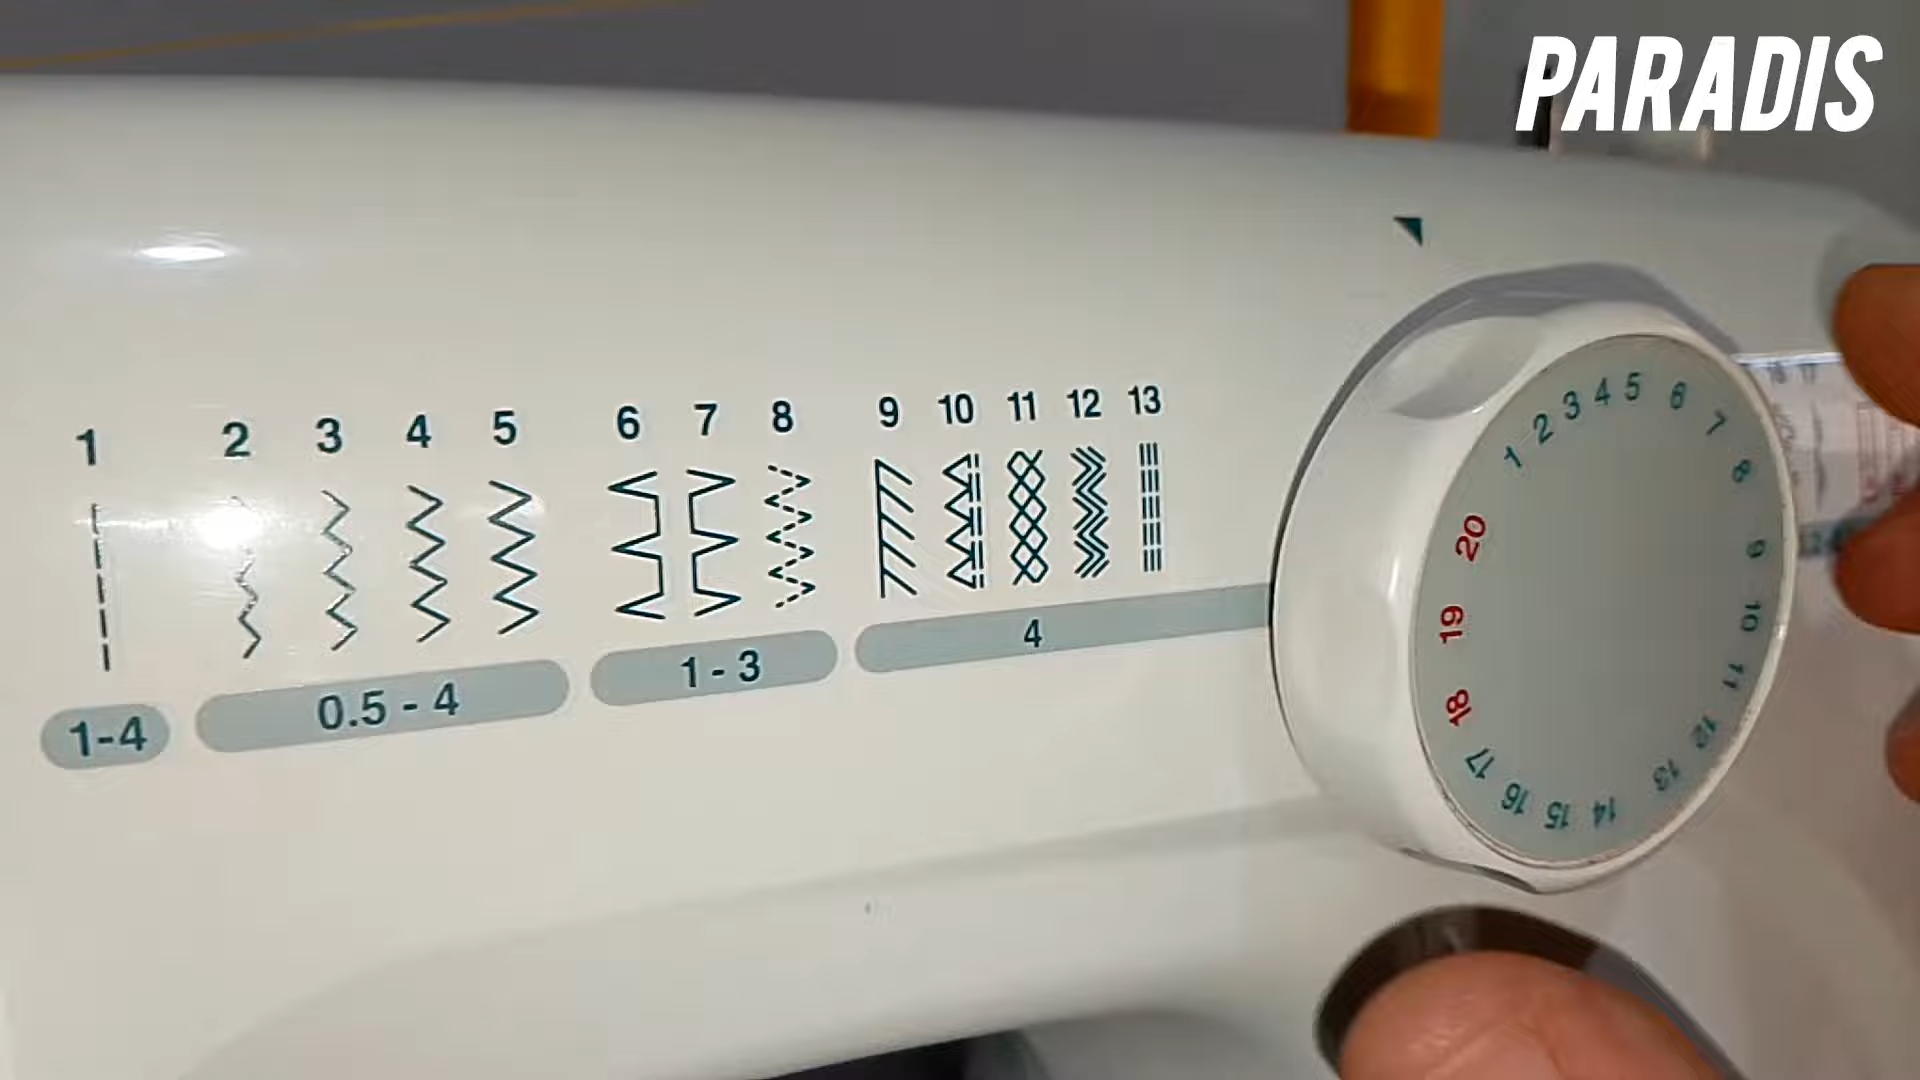 PARADIS
1 2 3 4 5 6 7 8 9 10 11 12 13
1-4 0.5 - 4 1 - 3 4
1 2 3 4 5 6 7 8 9 10 11 12 13 14 15 16 17 18 19 20